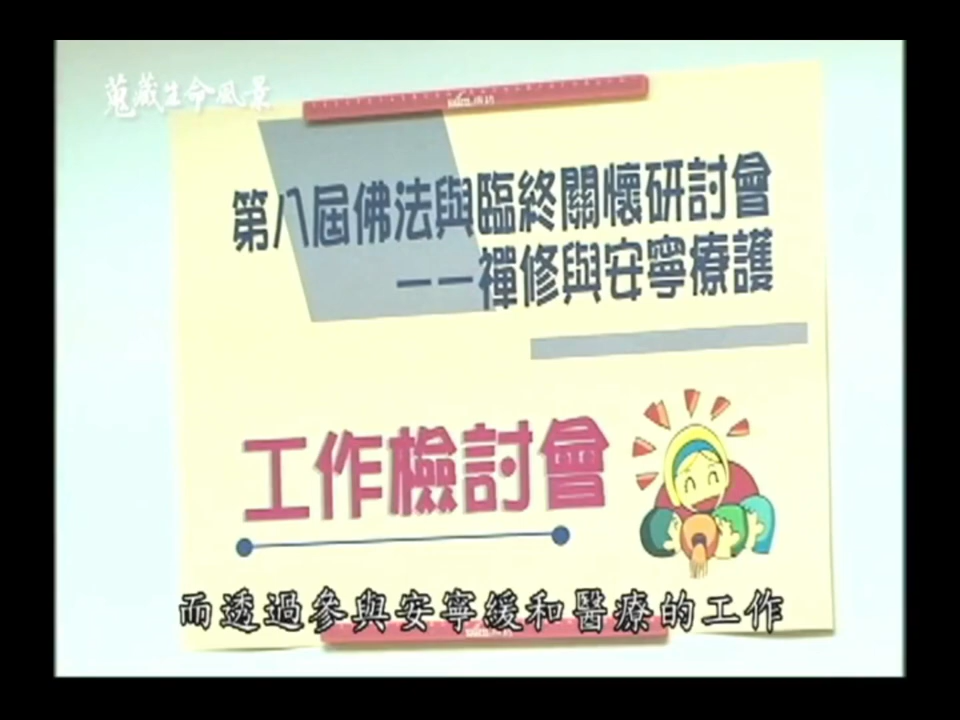 蒐藏生命風景
第八屆佛法與臨終關懷研討會
——禪修與安寧療護
工作檢討會
而透過參與安寧緩和醫療的工作